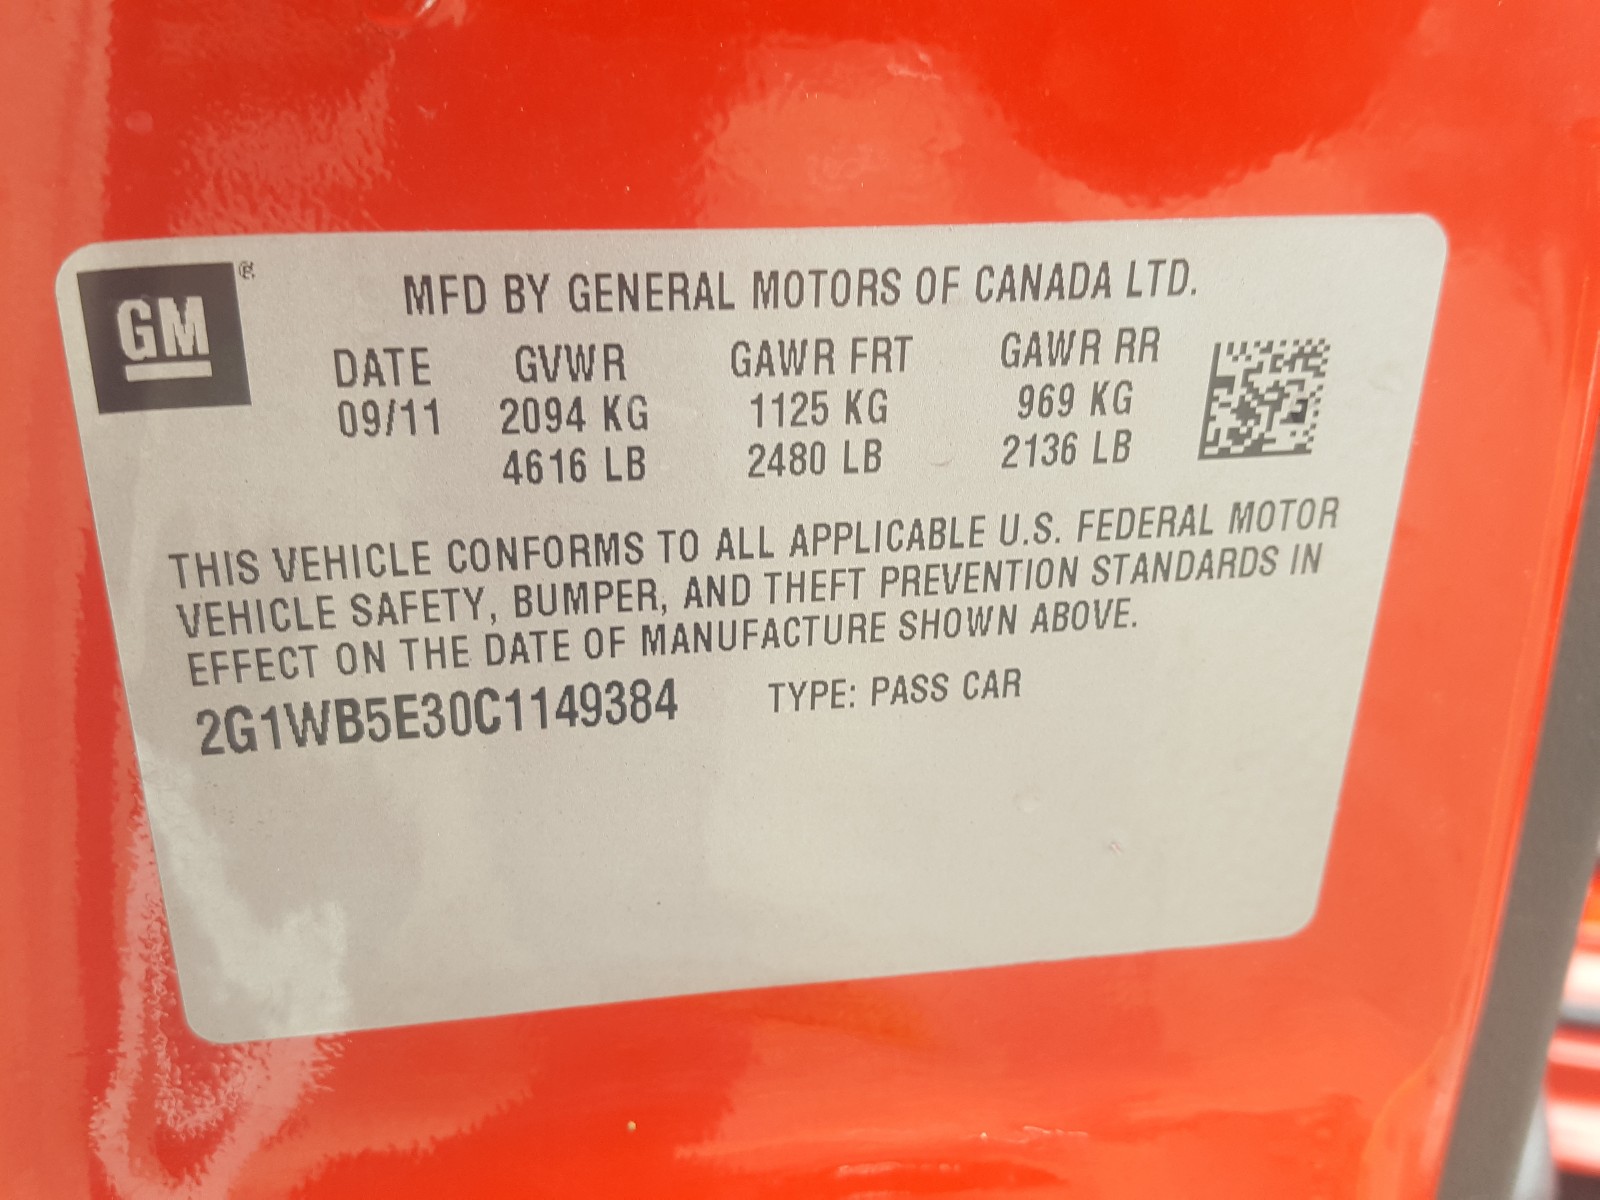 GM
MFD BY GENERAL MOTORS OF CANADA LTD.
DATE GVWR GAWR FRT GAWR RR
09/11 2094 KG 1125 KG 969 KG
4616 LB 2480 LB 2136 LB
THIS VEHICLE CONFORMS TO ALL APPLICABLE U.S. FEDERAL MOTOR
VEHICLE SAFETY, BUMPER, AND THEFT PREVENTION STANDARDS IN
EFFECT ON THE DATE OF MANUFACTURE SHOWN ABOVE.
2G1WB5E30C1149384 TYPE: PASS CAR